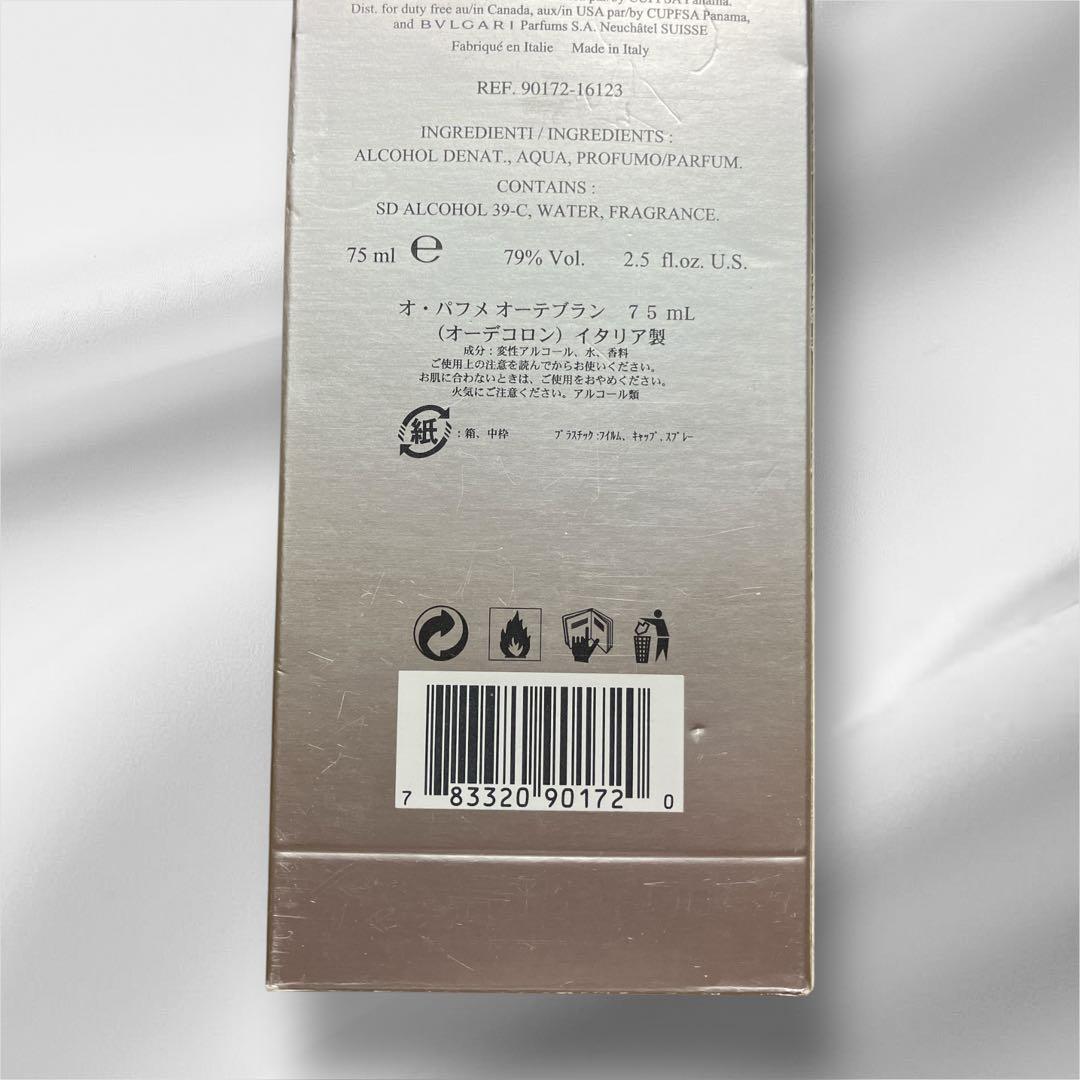 par/by CUPFSA Panama,
Dist. for duty free au/in Canada, aux/in USA par/by CUPFSA Panama,
and BVLGARI Parfums S.A. Neuchâtel SUISSE
Fabriqué en Italie Made in Italy
REF. 90172-16123
INGREDIENTI / INGREDIENTS :
ALCOHOL DENAT., AQUA, PROFUMO/PARFUM.
CONTAINS :
SD ALCOHOL 39-C, WATER, FRAGRANCE.
75 ml ℮ 79% Vol. 2.5 fl.oz. U.S.
オ・パフメ オーテブラン 75 mL
(オーデコロン) イタリア製
成分：変性アルコール、水、香料
ご使用上の注意を読んでからお使いください。
お肌に合わないときは、ご使用をおやめください。
火気にご注意ください。アルコール類
紙 : 箱、中枠 プラスチック:フイルム、キャップ、スプレー
7 83320 90172 0